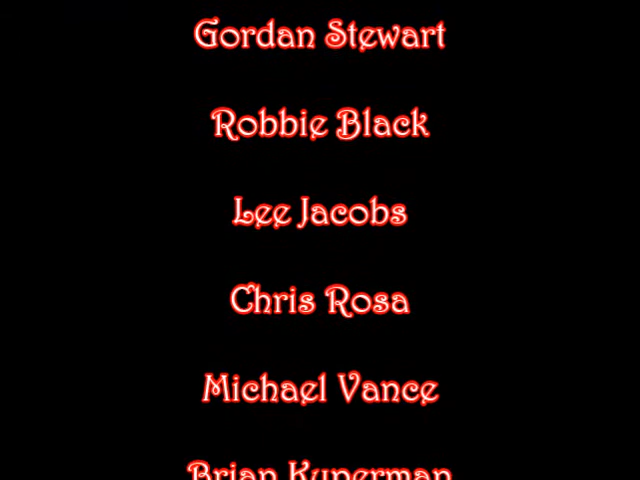 Gordan Stewart
Robbie Black
Lee Jacobs
Chris Rosa
Michael Vance
Brian Kuperman